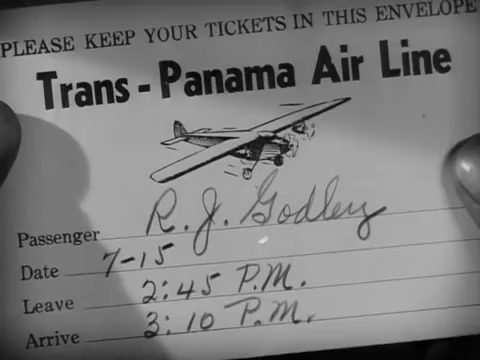 PLEASE KEEP YOUR TICKETS IN THIS ENVELOPE
Trans-Panama Air Line
Passenger R. J. Godley
Date 7-15
Leave 2:45 P.M.
Arrive 3:10 P.M.